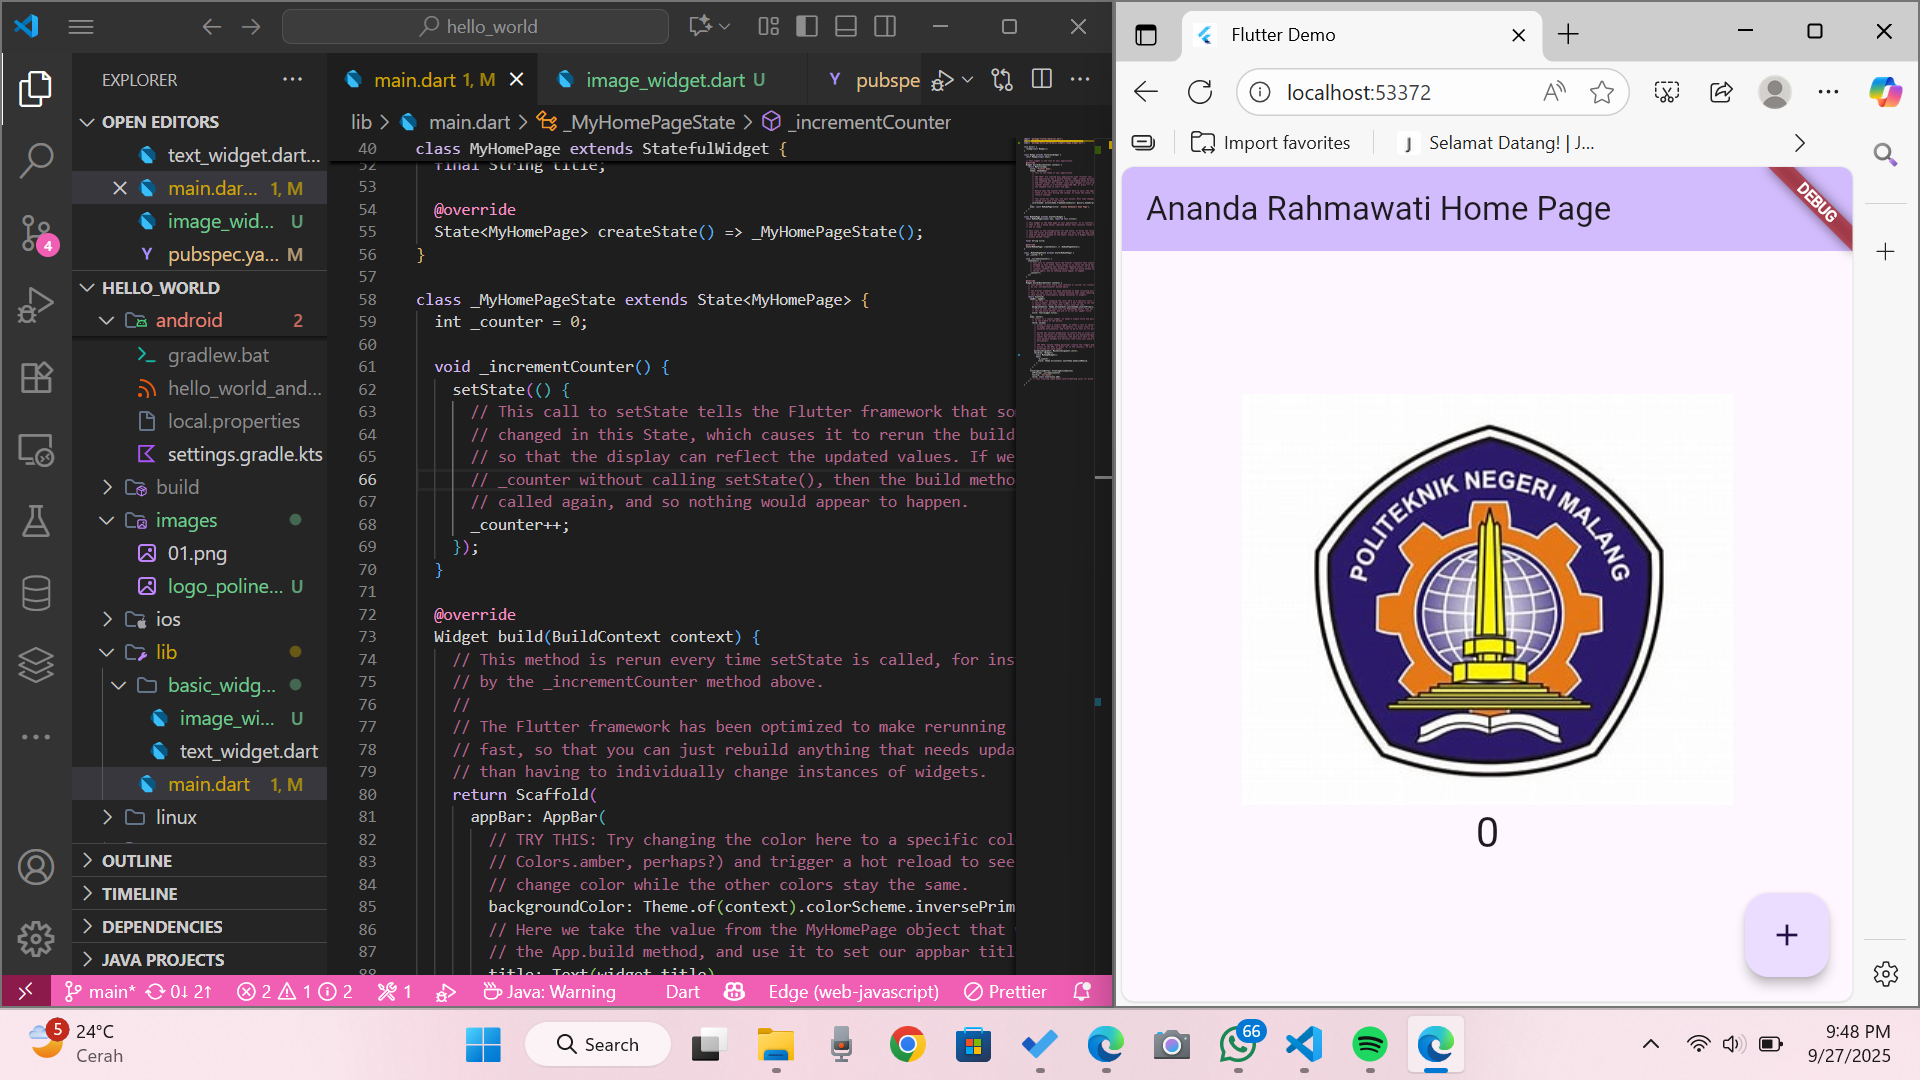 hello_world
EXPLORER
OPEN EDITORS
text_widget.dart...
main.dar... 1, M
image_wid... U
pubspec.ya... M
HELLO_WORLD
android 2
gradlew.bat
hello_world_and...
local.properties
settings.gradle.kts
build
images
01.png
logo_poline... U
ios
lib
basic_widg...
image_wi... U
text_widget.dart
main.dart 1, M
linux
OUTLINE
TIMELINE
DEPENDENCIES
JAVA PROJECTS
4
main.dart 1, M
image_widget.dart U
Y pubspe
lib > main.dart > _MyHomePageState > _incrementCounter
40 class MyHomePage extends StatefulWidget {
52 final String title;
53
54 @override
55 State<MyHomePage> createState() => _MyHomePageState();
56 }
57
58 class _MyHomePageState extends State<MyHomePage> {
59 int _counter = 0;
60
61 void _incrementCounter() {
62 setState(() {
63 // This call to setState tells the Flutter framework that so
64 // changed in this State, which causes it to rerun the build
65 // so that the display can reflect the updated values. If we
66 // _counter without calling setState(), then the build metho
67 // called again, and so nothing would appear to happen.
68 _counter++;
69 });
70 }
71
72 @override
73 Widget build(BuildContext context) {
74 // This method is rerun every time setState is called, for ins
75 // by the _incrementCounter method above.
76 //
77 // The Flutter framework has been optimized to make rerunning
78 // fast, so that you can just rebuild anything that needs upda
79 // than having to individually change instances of widgets.
80 return Scaffold(
81 appBar: AppBar(
82 // TRY THIS: Try changing the color here to a specific col
83 // Colors.amber, perhaps?) and trigger a hot reload to see
84 // change color while the other colors stay the same.
85 backgroundColor: Theme.of(context).colorScheme.inversePrim
86 // Here we take the value from the MyHomePage object that
87 // the App.build method, and use it to set our appbar titl
88 title: Text(widget.title),
main* 0↓ 2↑ 2 1 2 1 Java: Warning Dart Edge (web-javascript) Prettier
Flutter Demo
localhost:53372
Import favorites
J Selamat Datang! | J...
Ananda Rahmawati Home Page
DEBUG
POLITEKNIK NEGERI MALANG
0
+
5
24°C
Cerah
Search
66
9:48 PM
9/27/2025